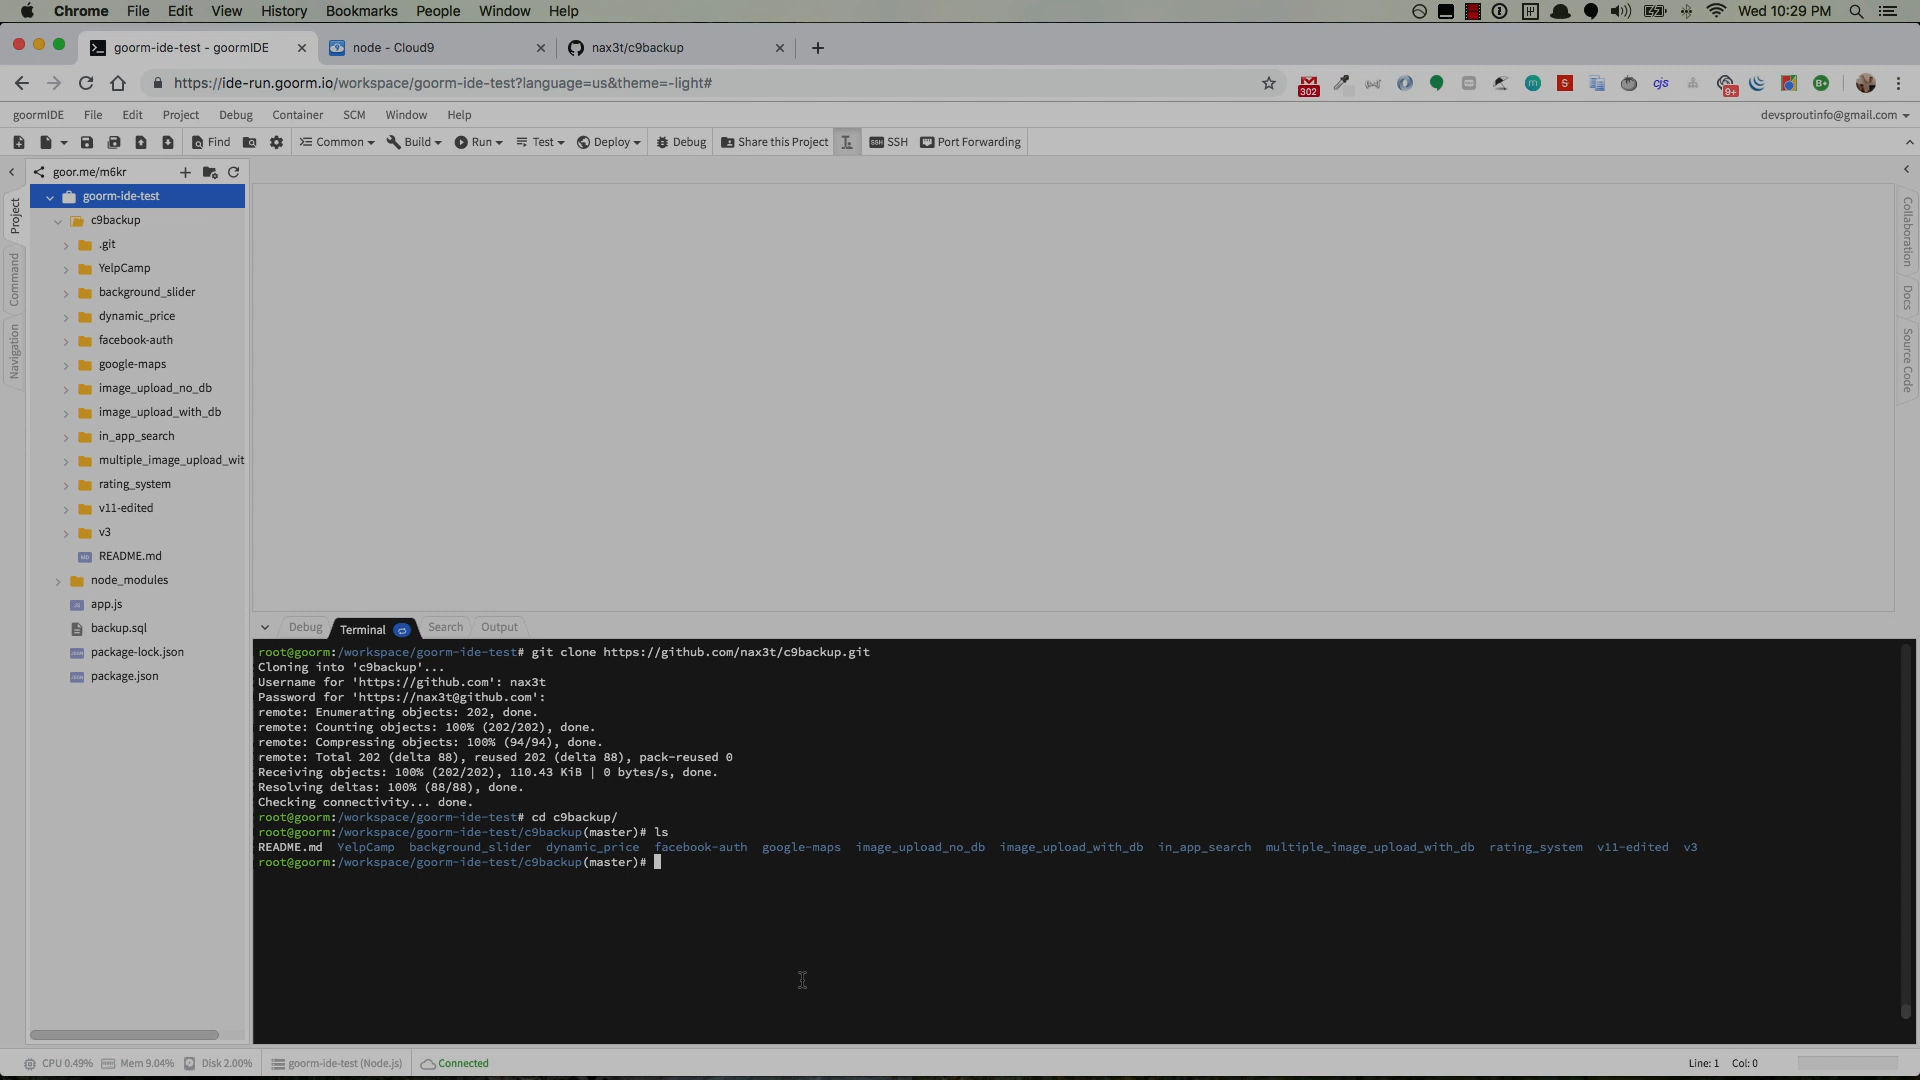 Chrome File Edit View History Bookmarks People Window Help Wed 10:29 PM
goorm-ide-test - goormIDE node - Cloud9 nax3t/c9backup
https://ide-run.goorm.io/workspace/goorm-ide-test?language=us&theme=-light# 302 cjs 9+ B+
goormIDE File Edit Project Debug Container SCM Window Help devsproutinfo@gmail.com
Find Common Build Run Test Deploy Debug Share this Project SSH SSH Port Forwarding
goor.me/m6kr
Project
Command
Navigation
goorm-ide-test
c9backup
.git
YelpCamp
background_slider
dynamic_price
facebook-auth
google-maps
image_upload_no_db
image_upload_with_db
in_app_search
multiple_image_upload_wit
rating_system
v11-edited
v3
README.md
node_modules
app.js
backup.sql
package-lock.json
package.json
Collaboration
Docs
Source Code
Debug Terminal Search Output
root@goorm:/workspace/goorm-ide-test# git clone https://github.com/nax3t/c9backup.git
Cloning into 'c9backup'...
Username for 'https://github.com': nax3t
Password for 'https://nax3t@github.com':
remote: Enumerating objects: 202, done.
remote: Counting objects: 100% (202/202), done.
remote: Compressing objects: 100% (94/94), done.
remote: Total 202 (delta 88), reused 202 (delta 88), pack-reused 0
Receiving objects: 100% (202/202), 110.43 KiB | 0 bytes/s, done.
Resolving deltas: 100% (88/88), done.
Checking connectivity... done.
root@goorm:/workspace/goorm-ide-test# cd c9backup/
root@goorm:/workspace/goorm-ide-test/c9backup(master)# ls
README.md YelpCamp background_slider dynamic_price facebook-auth google-maps image_upload_no_db image_upload_with_db in_app_search multiple_image_upload_with_db rating_system v11-edited v3
root@goorm:/workspace/goorm-ide-test/c9backup(master)#
CPU 0.49% Mem 9.04% Disk 2.00% goorm-ide-test (Node.js) Connected Line: 1 Col: 0